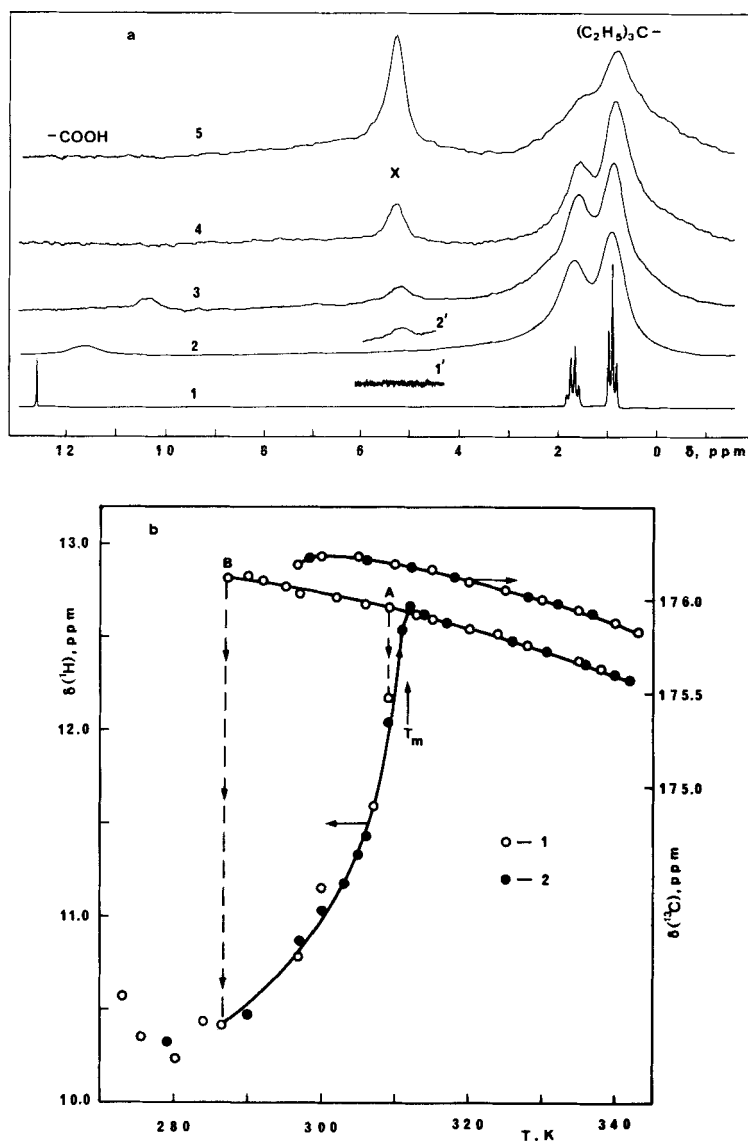 a
(C₂H₅)₃C–
–COOH
5
X
4
3
2'
2
1'
1
12 10 8 6 4 2 0 δ, ppm
b
13.0
B
A
176.0
δ(¹H), ppm
12.0
175.5
Tm
175.0
○ — 1
● — 2
11.0
δ(¹³C), ppm
10.0
280 300 320 340
T, K